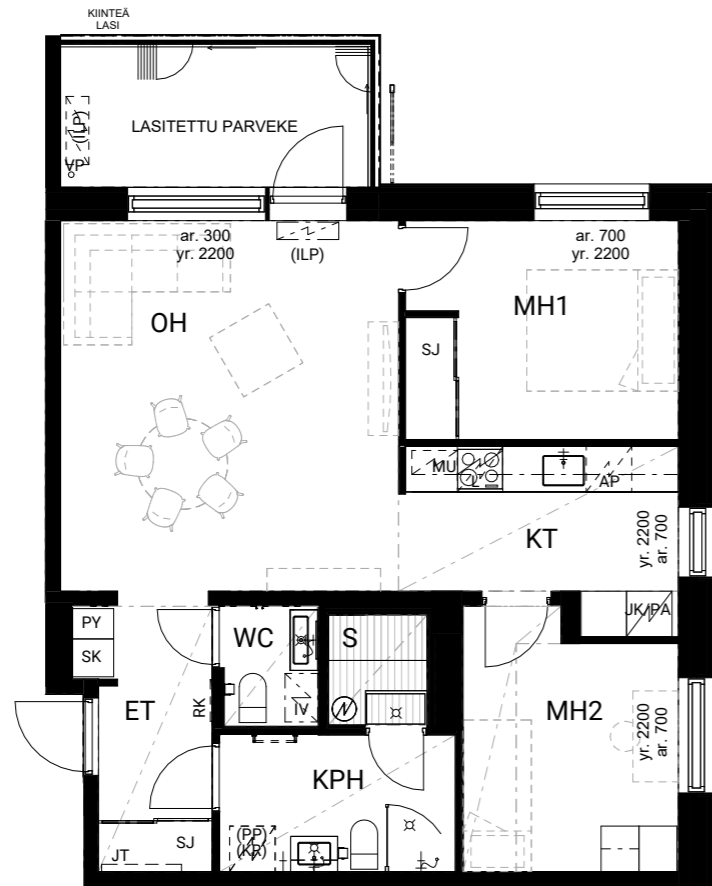 KIINTEÄ
LASI
LASITETTU PARVEKE
(ILP)
AP
ar. 300
yr. 2200
(ILP)
ar. 700
yr. 2200
OH
MH1
SJ
MU
L
AP
KT
yr. 2200
ar. 700
JK/PA
PY
SK
WC
S
ET
RK
IV
MH2
yr. 2200
ar. 700
KPH
(PP)
(KR)
JT
SJ